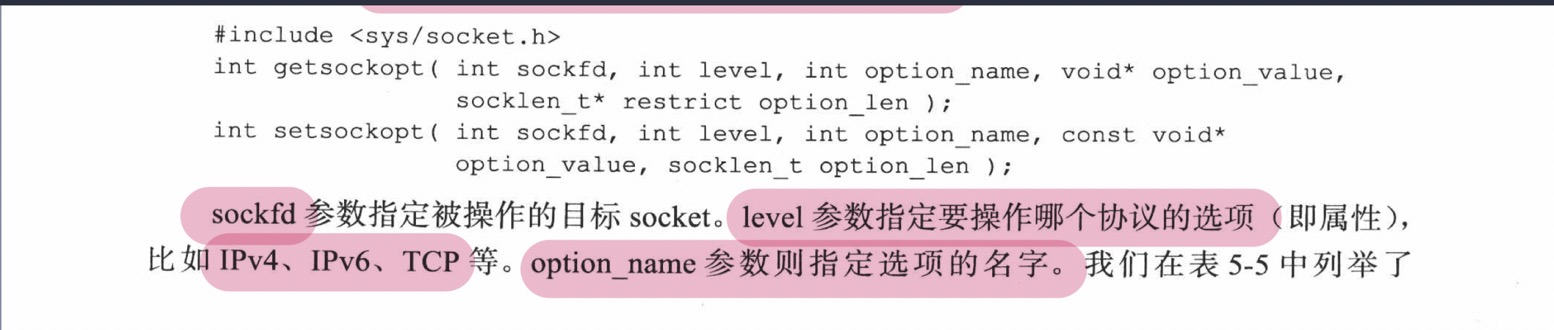 #include <sys/socket.h>
int getsockopt( int sockfd, int level, int option_name, void* option_value,
socklen_t* restrict option_len );
int setsockopt( int sockfd, int level, int option_name, const void*
option_value, socklen_t option_len );
sockfd 参数指定被操作的目标 socket。level 参数指定要操作哪个协议的选项（即属性），
比如 IPv4、IPv6、TCP 等。option_name 参数则指定选项的名字。我们在表 5-5 中列举了